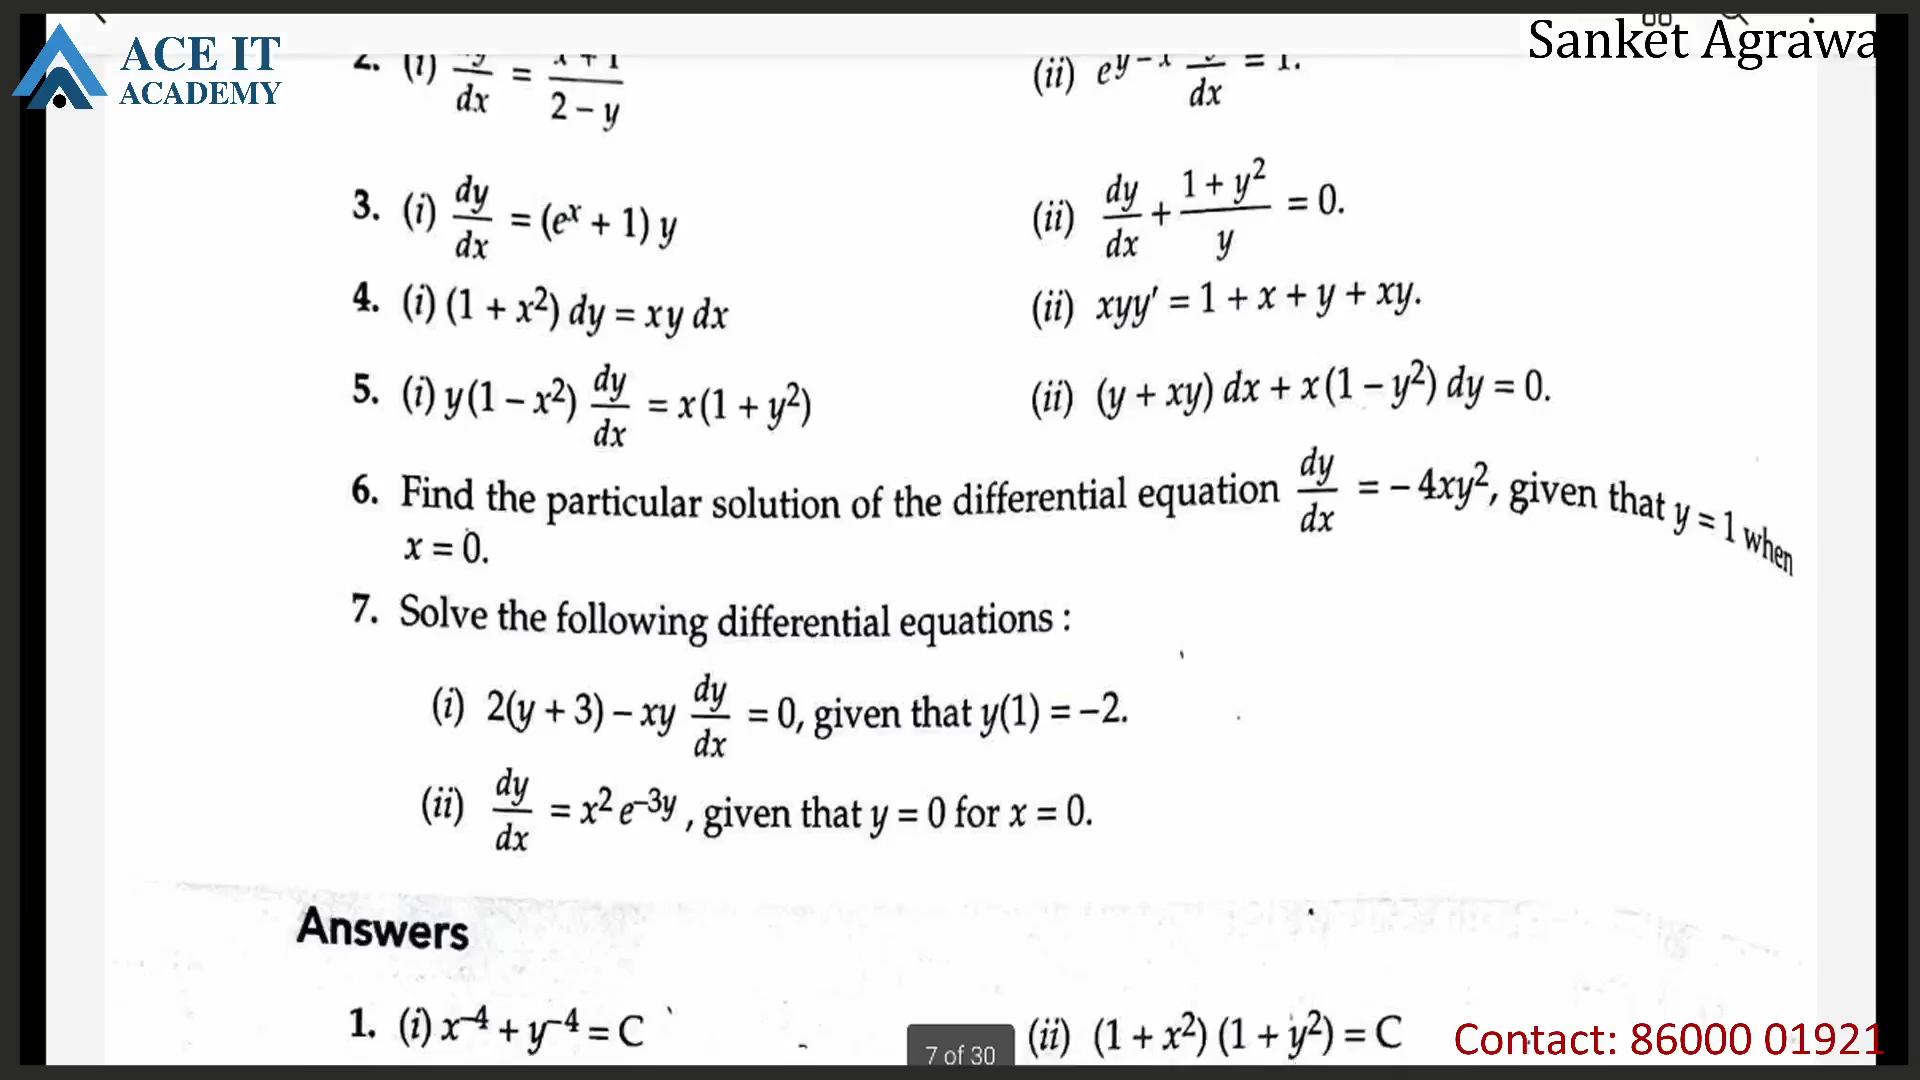 ACE IT
ACADEMY
Sanket Agrawa
2. (i) dy/dx = (x + 1)/(2 – y)
(ii) e^(y – x) dy/dx = 1.
3. (i) dy/dx = (e^x + 1) y
(ii) dy/dx + (1 + y²)/y = 0.
4. (i) (1 + x²) dy = xy dx
(ii) xyy′ = 1 + x + y + xy.
5. (i) y(1 – x²) dy/dx = x(1 + y²)
(ii) (y + xy) dx + x(1 – y²) dy = 0.
6. Find the particular solution of the differential equation dy/dx = – 4xy², given that y = 1 when
x = 0.
7. Solve the following differential equations :
(i) 2(y + 3) – xy dy/dx = 0, given that y(1) = –2.
(ii) dy/dx = x² e^(–3y) , given that y = 0 for x = 0.
Answers
1. (i) x^(–4) + y^(–4) = C
(ii) (1 + x²) (1 + y²) = C
7 of 30
Contact: 86000 01921